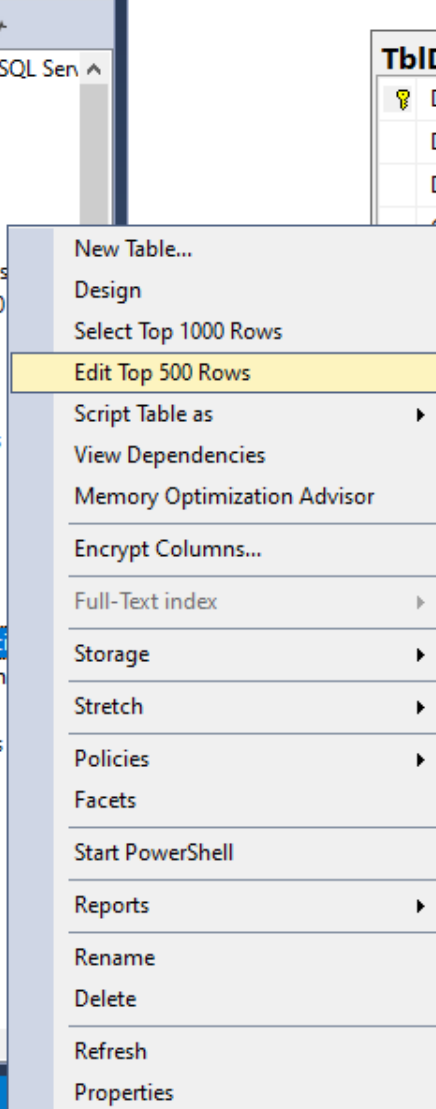 SQL Serv
TblD
New Table...
Design
Select Top 1000 Rows
Edit Top 500 Rows
Script Table as
View Dependencies
Memory Optimization Advisor
Encrypt Columns...
Full-Text index
Storage
Stretch
Policies
Facets
Start PowerShell
Reports
Rename
Delete
Refresh
Properties